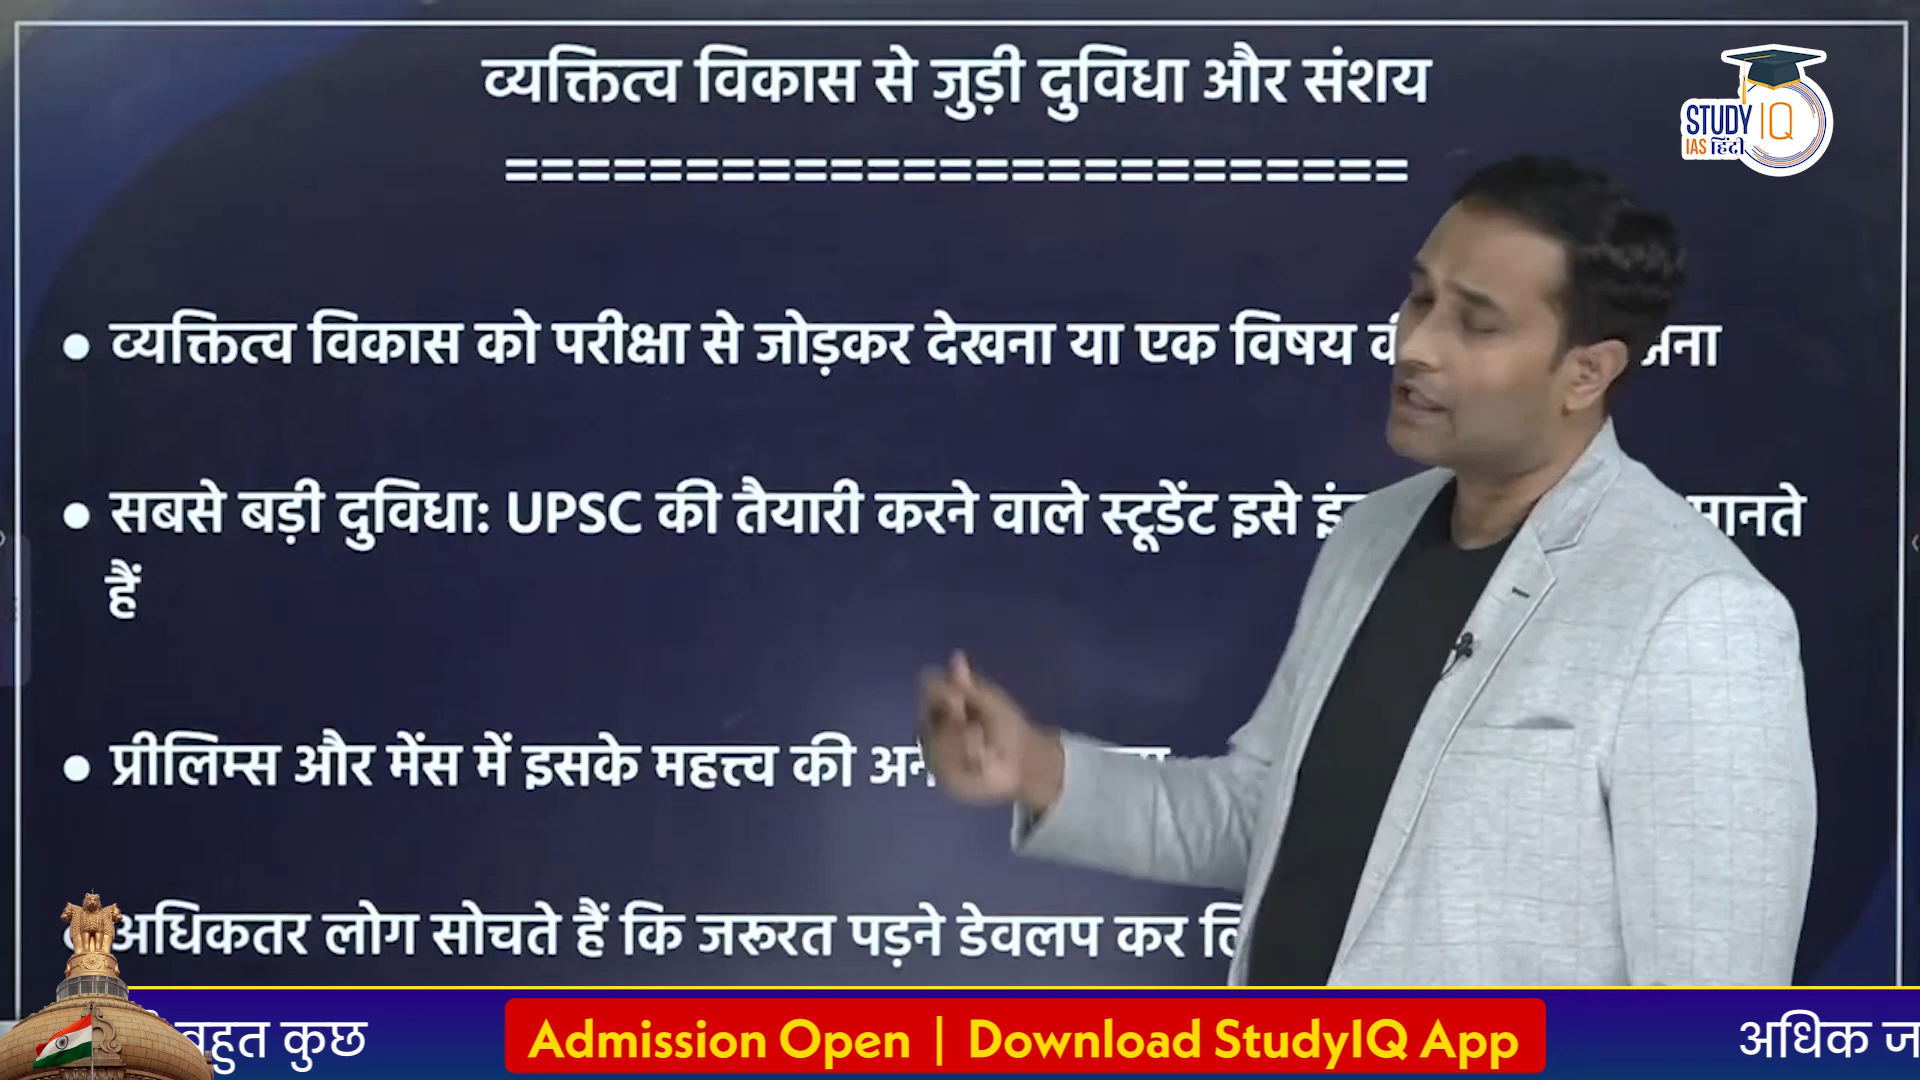 व्यक्तित्व विकास से जुड़ी दुविधा और संशय
===========================
STUDY IQ
IAS हिंदी
• व्यक्तित्व विकास को परीक्षा से जोड़कर देखना या एक विषय
• सबसे बड़ी दुविधा: UPSC की तैयारी करने वाले स्टूडेंट इसे मानते
हैं
• प्रीलिम्स और मेंस में इसके महत्त्व की
अधिकतर लोग सोचते हैं कि जरूरत पड़ने डेवलप कर
बहुत कुछ
Admission Open | Download StudyIQ App
अधिक